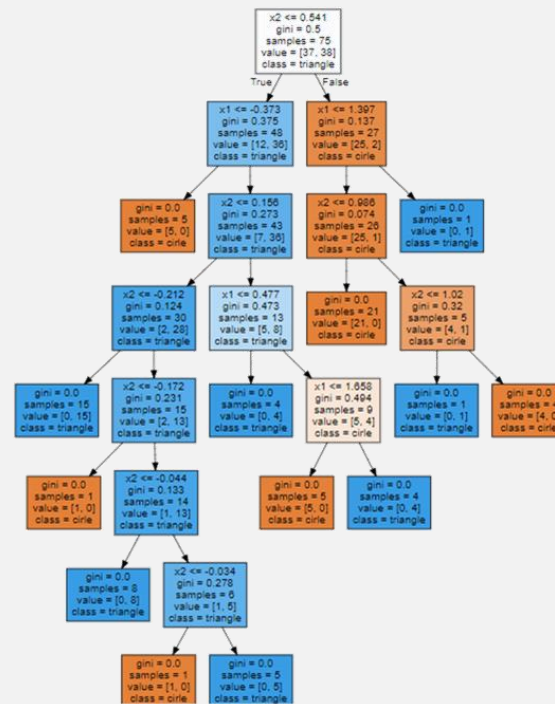 x2 <= 0.541
gini = 0.5
samples = 75
value = [37, 38]
class = triangle
True
False
x1 <= -0.373
gini = 0.375
samples = 48
value = [12, 36]
class = triangle
x1 <= 1.397
gini = 0.137
samples = 27
value = [25, 2]
class = cirle
gini = 0.0
samples = 5
value = [5, 0]
class = cirle
x2 <= 0.156
gini = 0.273
samples = 43
value = [7, 36]
class = triangle
x2 <= 0.986
gini = 0.074
samples = 26
value = [25, 1]
class = cirle
gini = 0.0
samples = 1
value = [0, 1]
class = triangle
x2 <= -0.212
gini = 0.124
samples = 30
value = [2, 28]
class = triangle
x1 <= 0.477
gini = 0.473
samples = 13
value = [5, 8]
class = triangle
gini = 0.0
samples = 21
value = [21, 0]
class = cirle
x2 <= 1.02
gini = 0.32
samples = 5
value = [4, 1]
class = cirle
gini = 0.0
samples = 15
value = [0, 15]
class = triangle
x2 <= -0.172
gini = 0.231
samples = 15
value = [2, 13]
class = triangle
gini = 0.0
samples = 4
value = [0, 4]
class = triangle
x1 <= 1.658
gini = 0.494
samples = 9
value = [5, 4]
class = cirle
gini = 0.0
samples = 1
value = [0, 1]
class = triangle
gini = 0.0
samples =
value = [4, 0
class = cirle
gini = 0.0
samples = 1
value = [1, 0]
class = cirle
x2 <= -0.044
gini = 0.133
samples = 14
value = [1, 13]
class = triangle
gini = 0.0
samples = 5
value = [5, 0]
class = cirle
gini = 0.0
samples = 4
value = [0, 4]
class = triangle
gini = 0.0
samples = 8
value = [0, 8]
class = triangle
x2 <= -0.034
gini = 0.278
samples = 6
value = [1, 5]
class = triangle
gini = 0.0
samples = 1
value = [1, 0]
class = cirle
gini = 0.0
samples = 5
value = [0, 5]
class = triangle